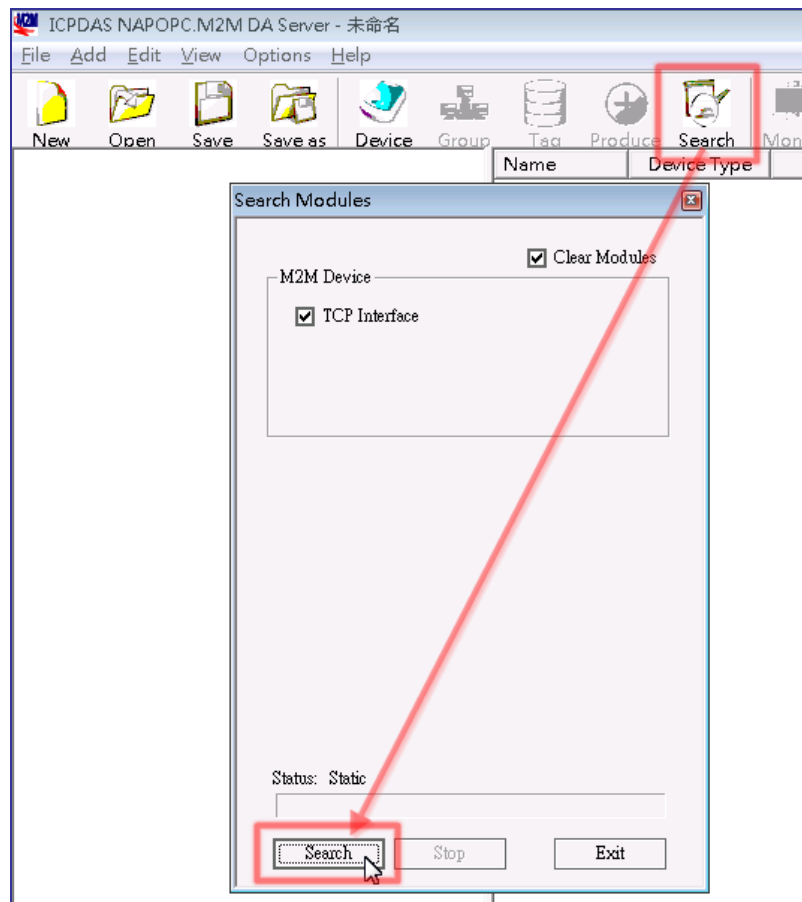 M2M ICPDAS NAPOPC.M2M DA Server - 未命名
File Add Edit View Options Help
New Open Save Save as Device Group Tag Produce Search Mon
Name Device Type
Search Modules
Clear Modules
M2M Device
TCP Interface
Status: Static
Search Stop Exit